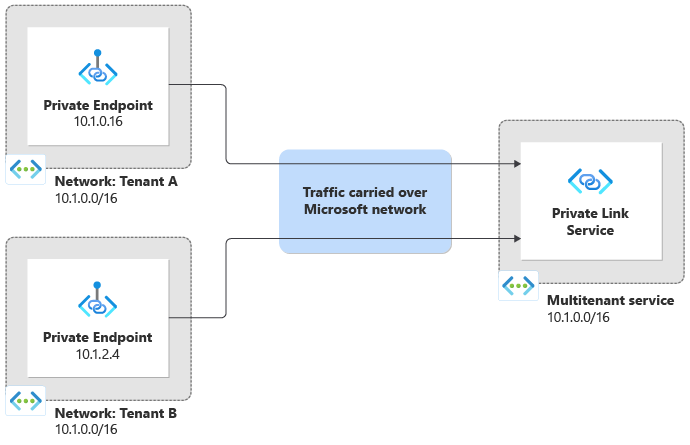 Private Endpoint
10.1.0.16
Network: Tenant A
10.1.0.0/16
Traffic carried over
Microsoft network
Private Link
Service
Multitenant service
10.1.0.0/16
Private Endpoint
10.1.2.4
Network: Tenant B
10.1.0.0/16